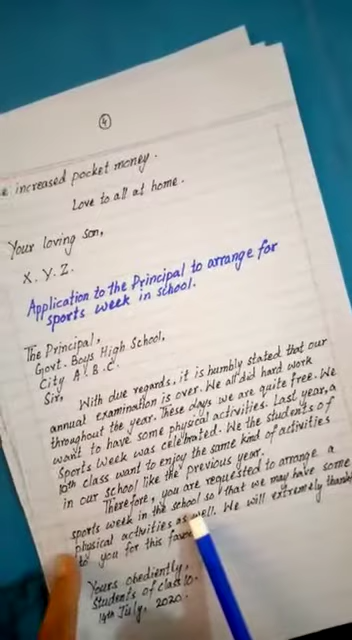 4
increased pocket money.
Love to all at home.
Your loving son,
X. Y. Z.
Application to the Principal to arrange for
sports week in school.
The Principal,
Govt. Boys High School,
City A.B.C.
Sir,
With due regards, it is humbly stated that our
annual examination is over. We all did hard work
throughout the year. These days we are quite free. We
want to have some physical activities. Last year, a
Sports Week was celebrated. We the students of
10th class want to enjoy the same kind of activities
in our school like the previous year.
Therefore, you are requested to arrange a
sports week in the school so that we may have some
physical activities as well. We will extremely
to you for this
Yours obediently,
Students of class 10.
14th July, 2020.